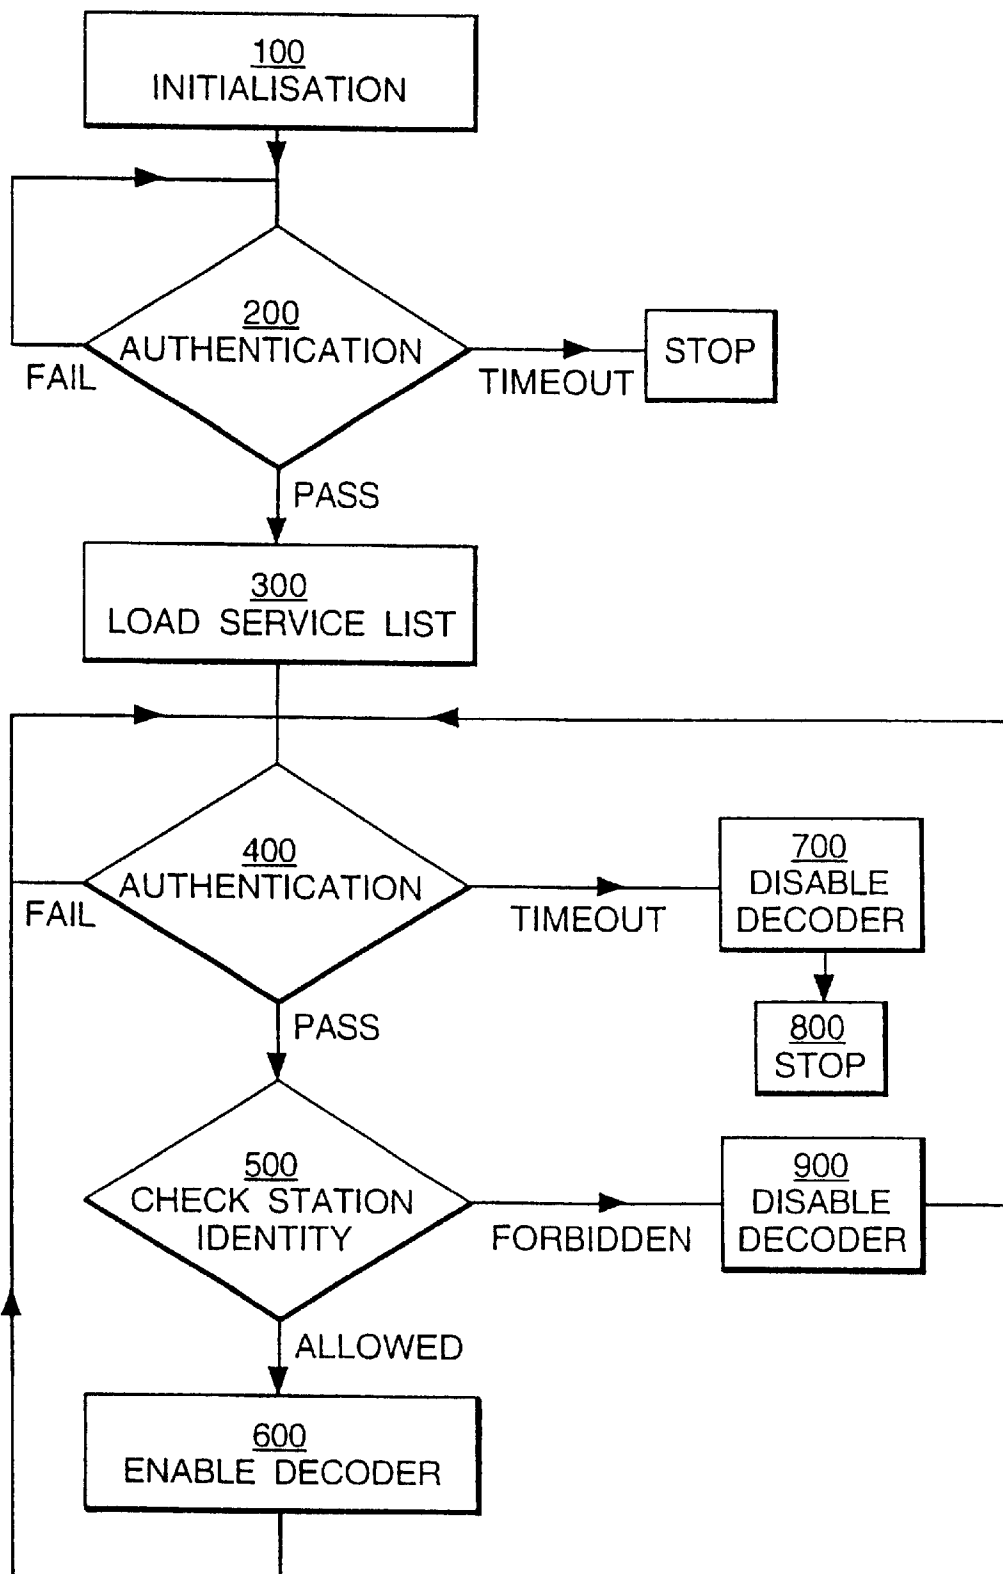 100
INITIALISATION
200
AUTHENTICATION
FAIL
TIMEOUT
STOP
PASS
300
LOAD SERVICE LIST
400
AUTHENTICATION
FAIL
TIMEOUT
700
DISABLE
DECODER
PASS
800
STOP
500
CHECK STATION
IDENTITY
FORBIDDEN
900
DISABLE
DECODER
ALLOWED
600
ENABLE DECODER